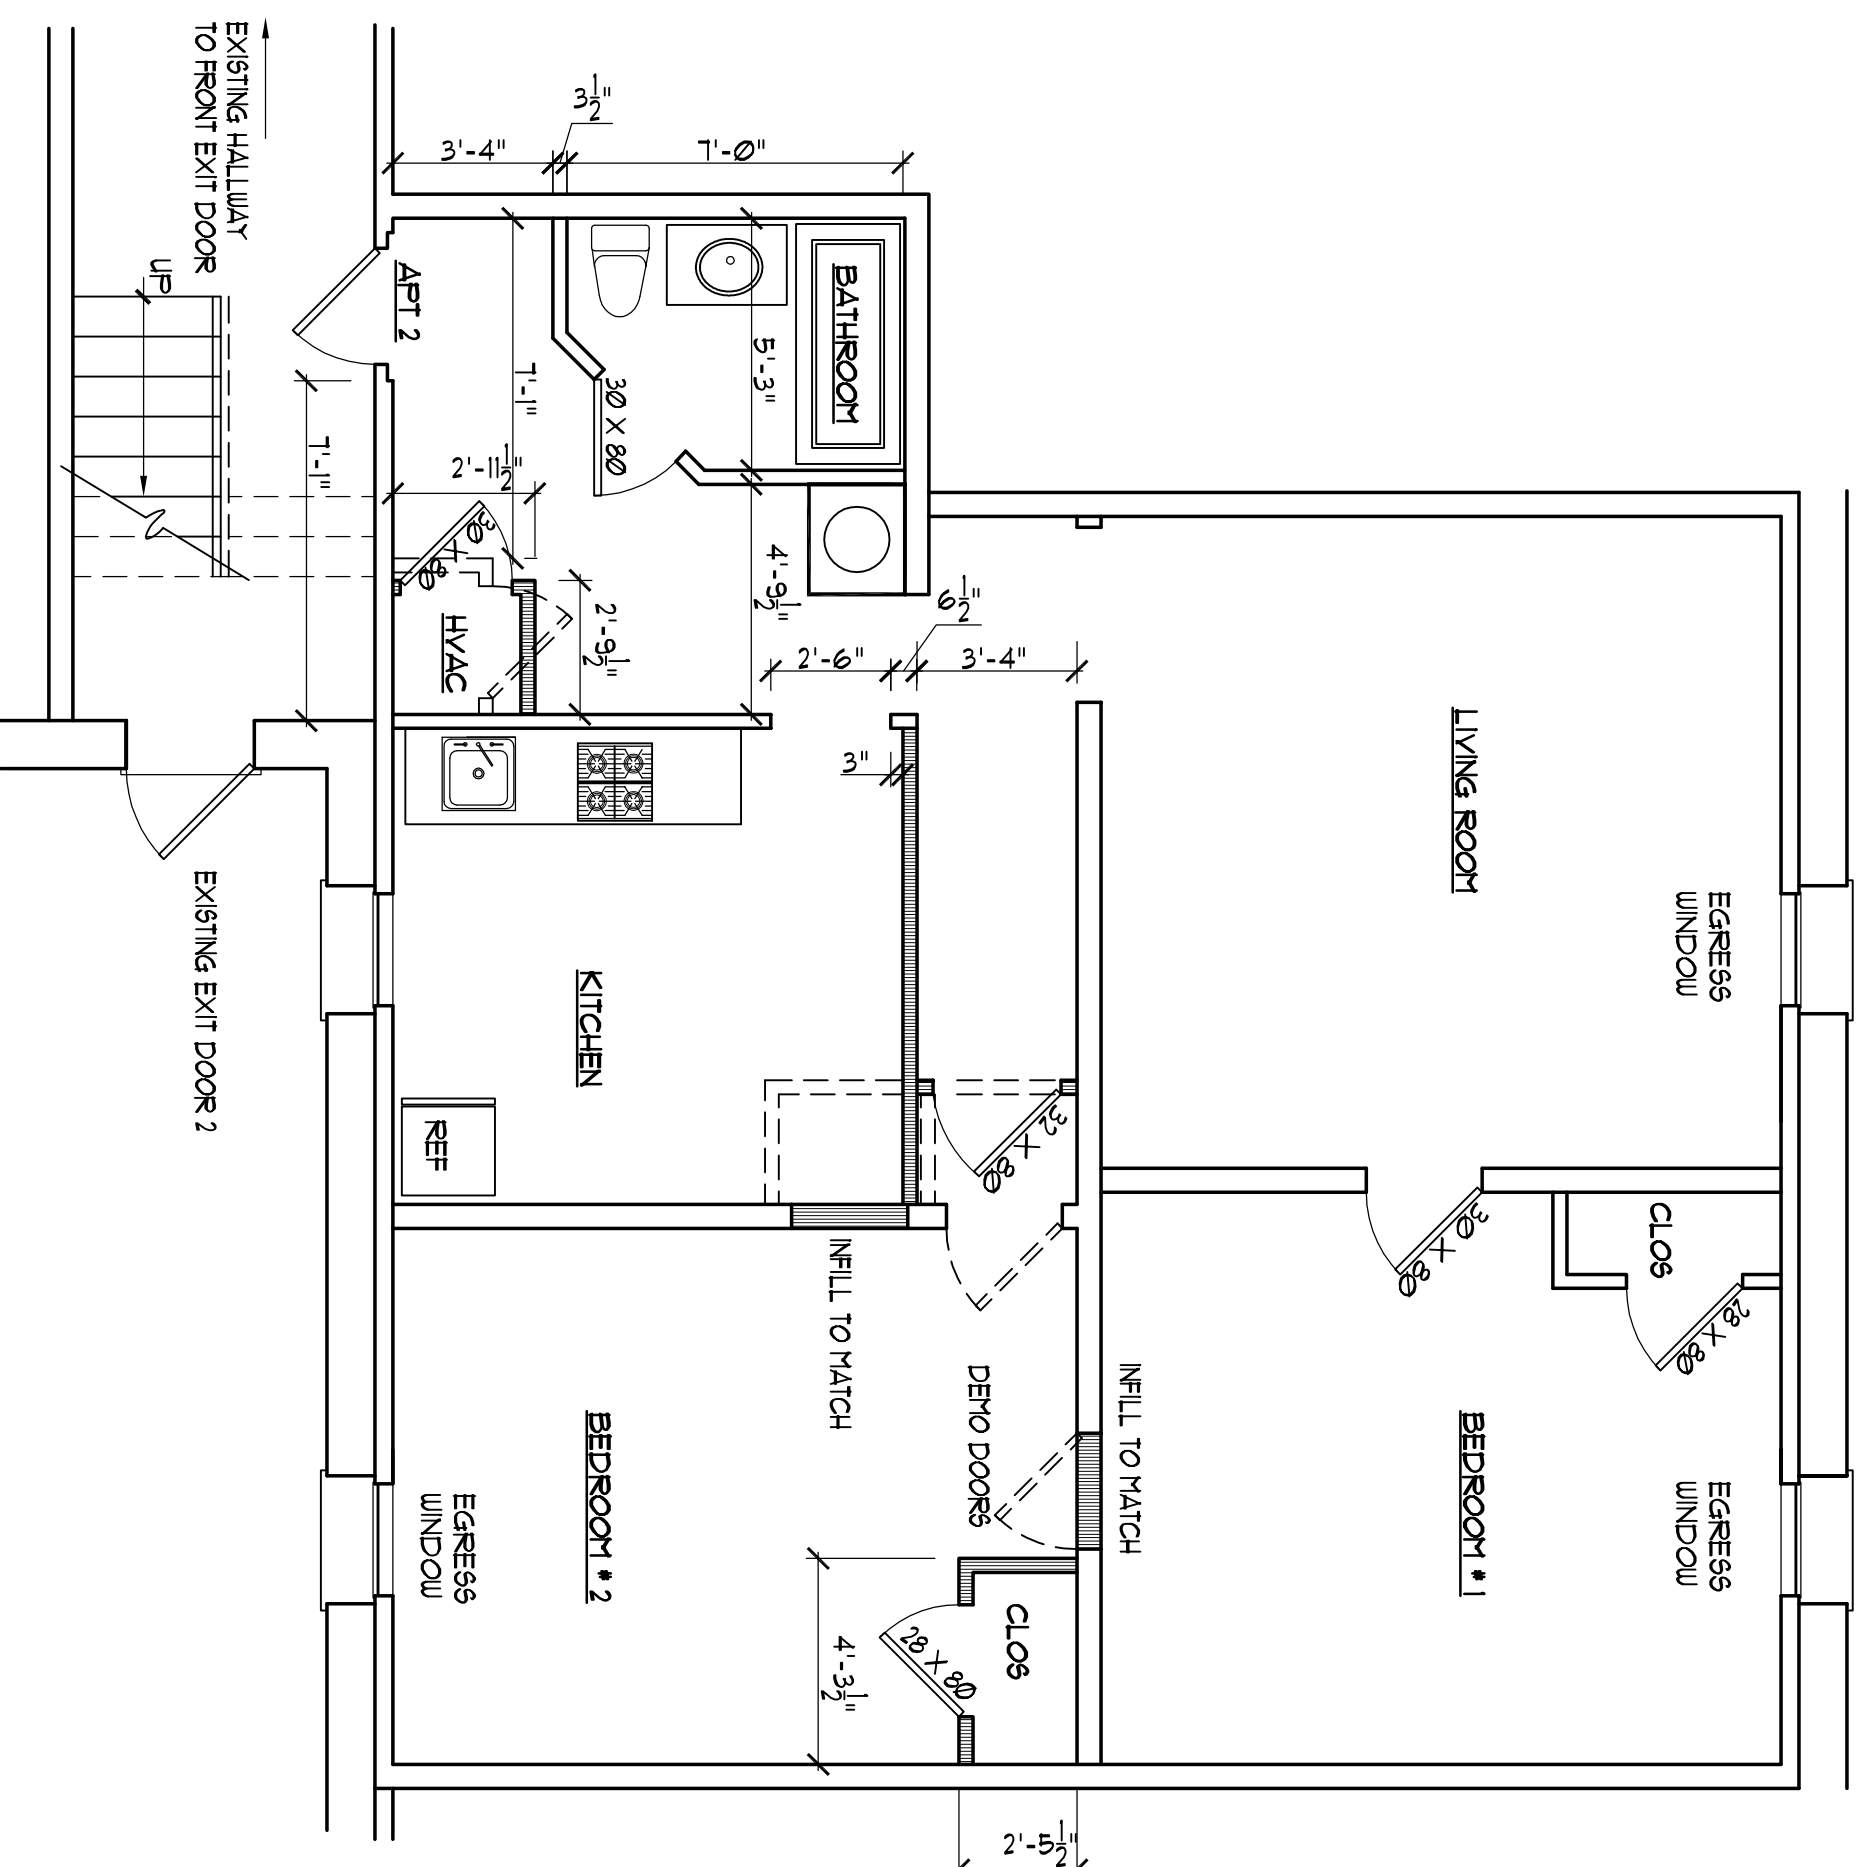 EXISTING HALLWAY
TO FRONT EXIT DOOR
UP
3'-4"
3 1/2"
7'-0"
APT 2
BATHROOM
5'-3"
30 X 80
7'-1"
7'-1"
2'-11 1/2"
30 X 80
HVAC
2'-9 1/2"
4'-9 1/2"
6 1/2"
2'-6"
3'-4"
3"
LIVING ROOM
EGRESS
WINDOW
EXISTING EXIT DOOR 2
KITCHEN
REF
32 X 80
30 X 80
CLOS
28 X 80
INFILL TO MATCH
DEMO DOORS
INFILL TO MATCH
BEDROOM #2
BEDROOM #1
EGRESS
WINDOW
EGRESS
WINDOW
CLOS
28 X 80
4'-3 1/2"
2'-5 1/2"